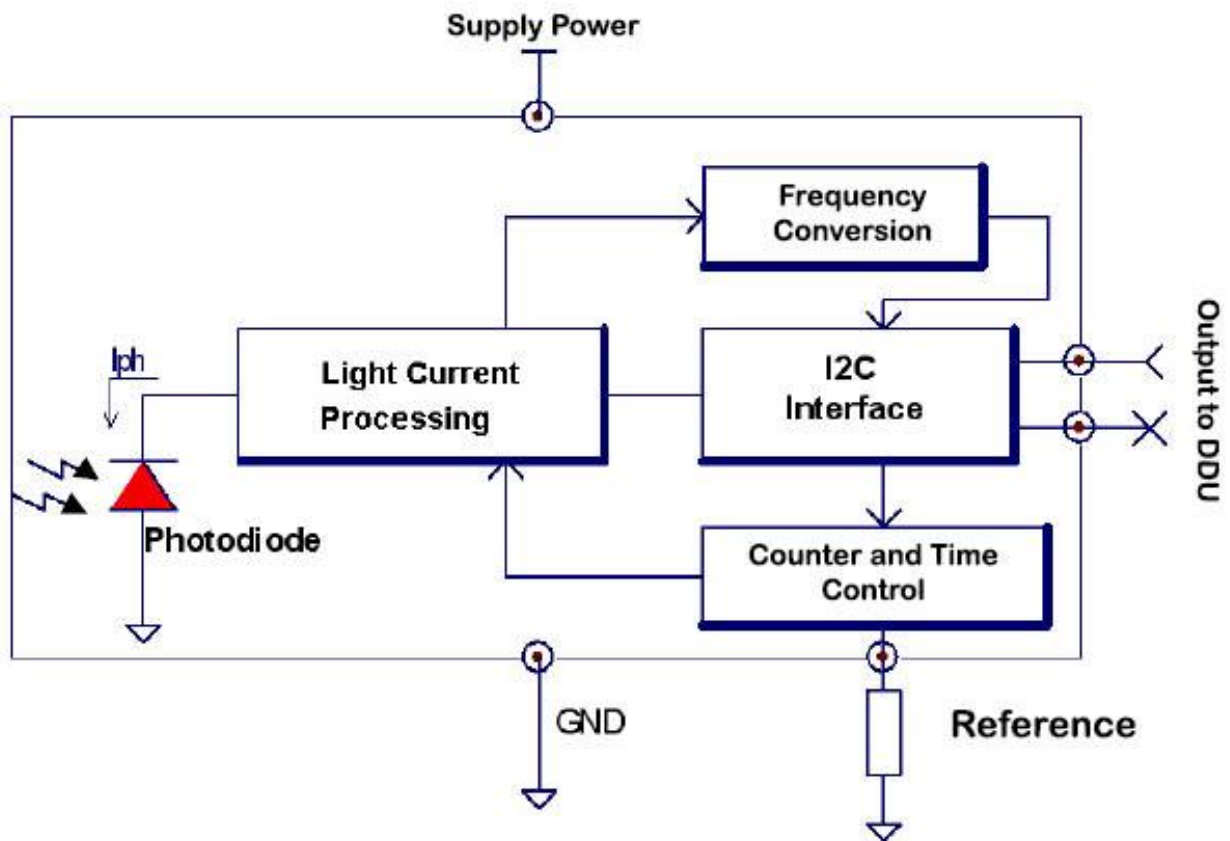 Supply Power
Frequency
Conversion
Iph
Light Current
Processing
I2C
Interface
Output to DDU
Photodiode
Counter and Time
Control
GND
Reference